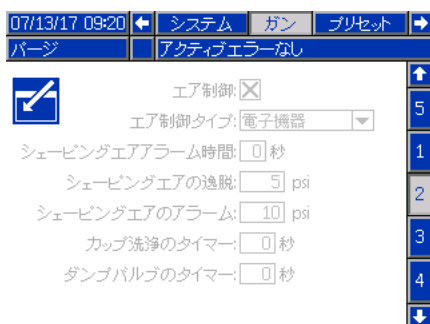 07/13/17 09:20 システム ガン プリセット
ページ アクティブエラーなし
エア制御:
エア制御タイプ: 電子機器
シェーピングエアアラーム時間: 0 秒
シェーピングエアの逸脱: 5 psi
シェーピングエアのアラーム: 10 psi
カップ洗浄のタイマー: 0 秒
ダンプバルブのタイマー: 0 秒
5
1
2
3
4